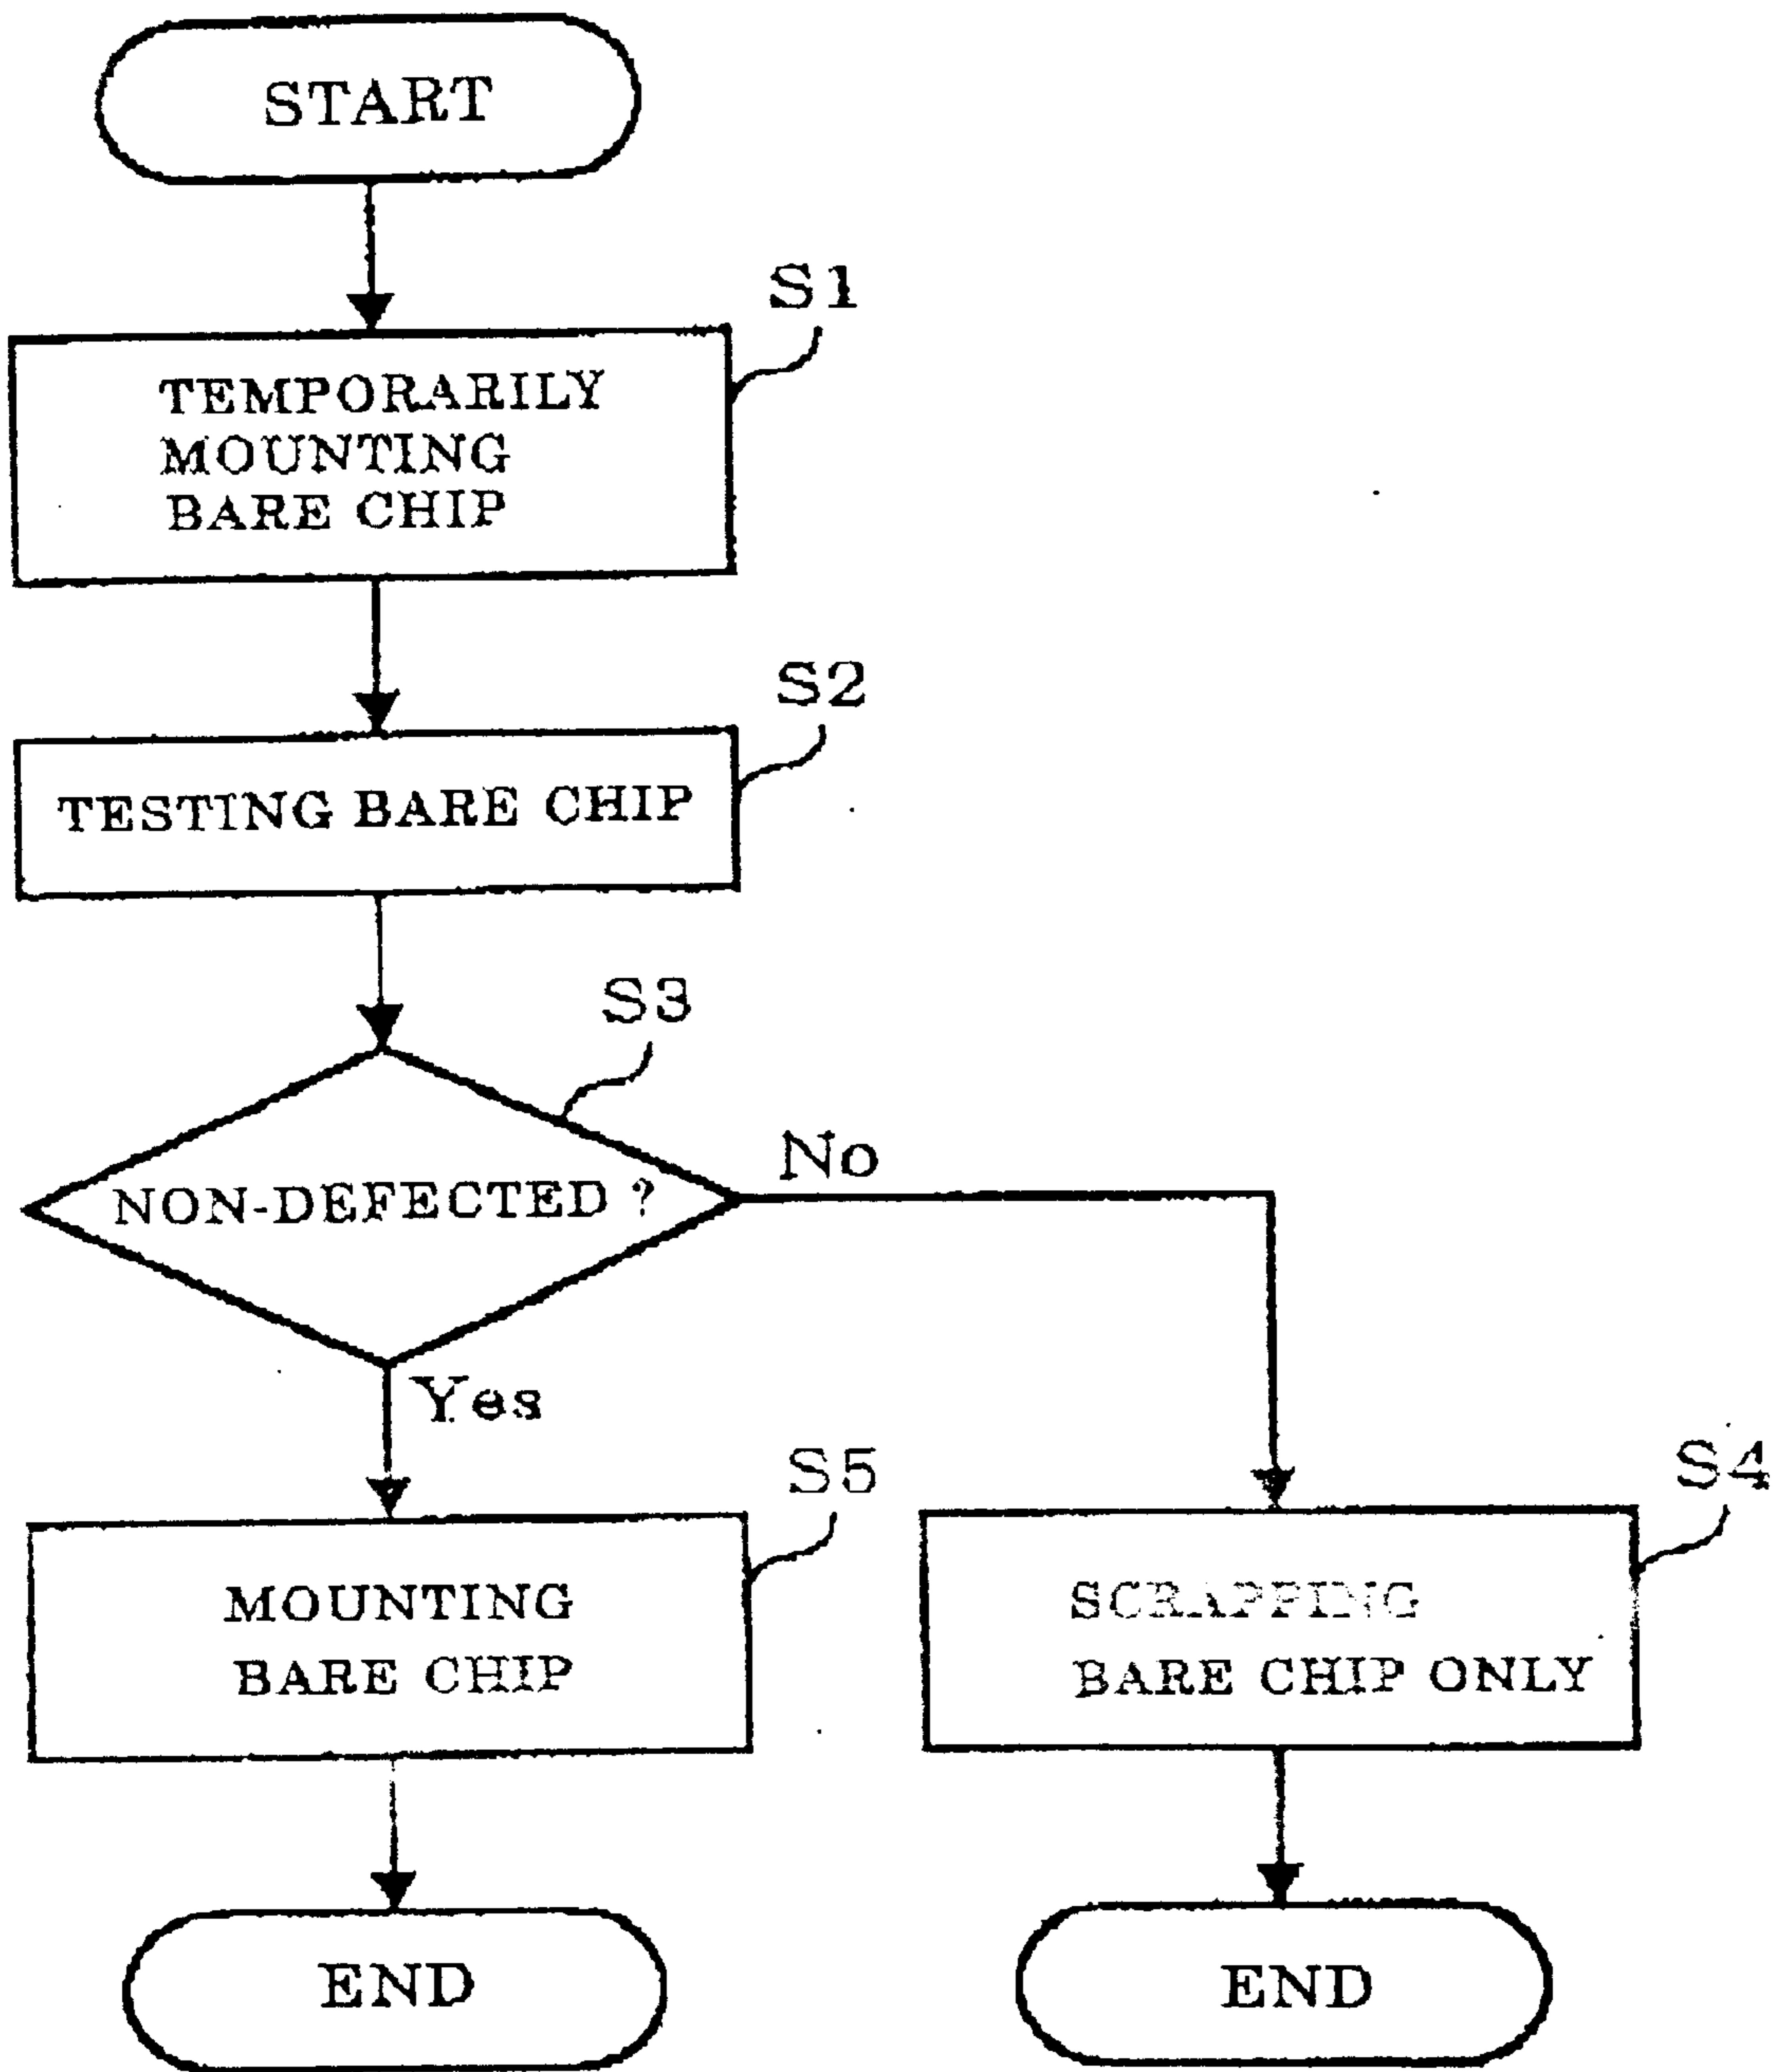 START
S1
TEMPORARILY
MOUNTING
BARE CHIP
S2
TESTING BARE CHIP
S3
NON-DEFECTED ?
No
Yes
S5
MOUNTING
BARE CHIP
S4
SCRAPPING
BARE CHIP ONLY
END
END